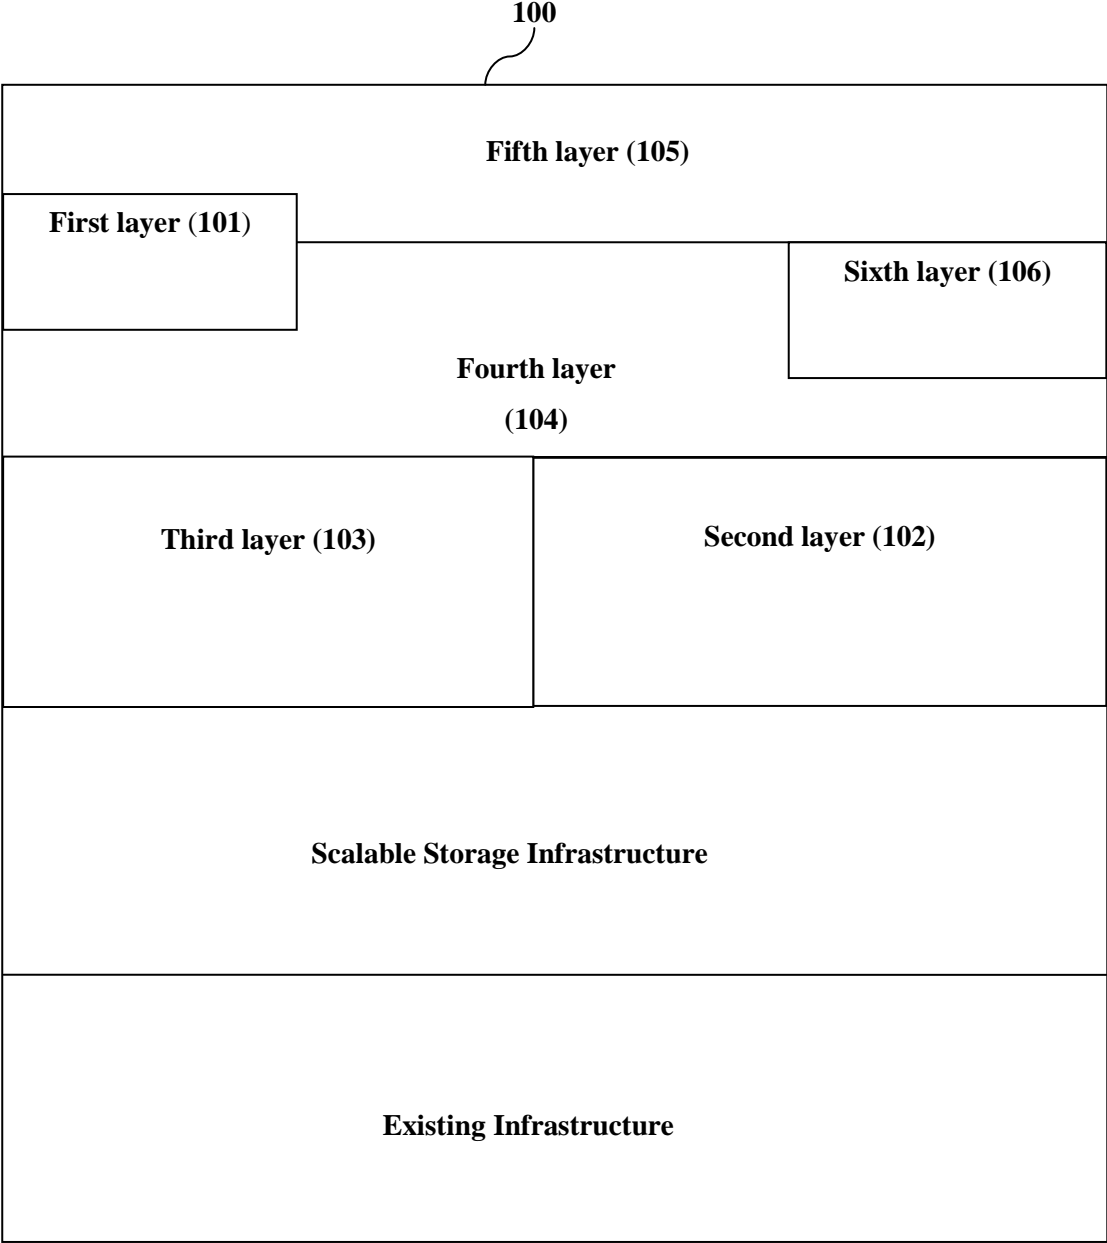 100
Fifth layer (105)
First layer (101)
Sixth layer (106)
Fourth layer
(104)
Third layer (103)
Second layer (102)
Scalable Storage Infrastructure
Existing Infrastructure